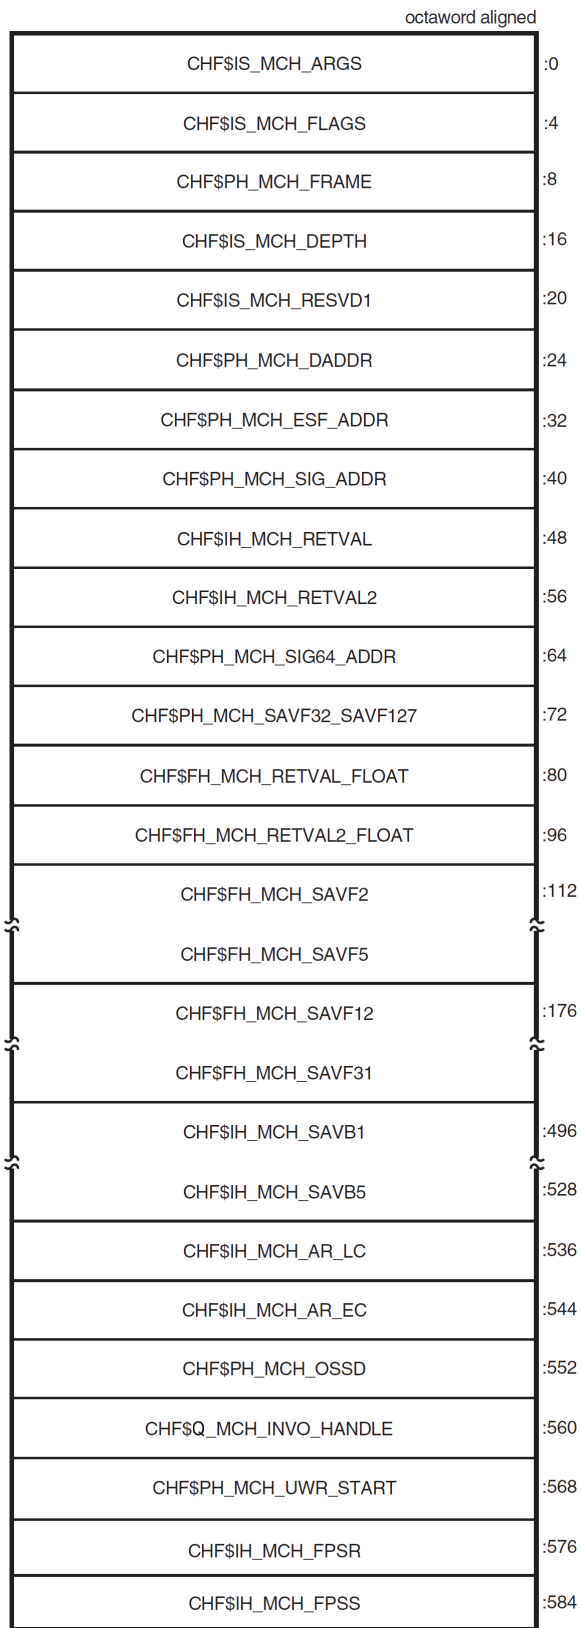 octaword aligned
CHF$IS_MCH_ARGS :0
CHF$IS_MCH_FLAGS :4
CHF$PH_MCH_FRAME :8
CHF$IS_MCH_DEPTH :16
CHF$IS_MCH_RESVD1 :20
CHF$PH_MCH_DADDR :24
CHF$PH_MCH_ESF_ADDR :32
CHF$PH_MCH_SIG_ADDR :40
CHF$IH_MCH_RETVAL :48
CHF$IH_MCH_RETVAL2 :56
CHF$PH_MCH_SIG64_ADDR :64
CHF$PH_MCH_SAVF32_SAVF127 :72
CHF$FH_MCH_RETVAL_FLOAT :80
CHF$FH_MCH_RETVAL2_FLOAT :96
CHF$FH_MCH_SAVF2 :112
CHF$FH_MCH_SAVF5
CHF$FH_MCH_SAVF12 :176
CHF$FH_MCH_SAVF31
CHF$IH_MCH_SAVB1 :496
CHF$IH_MCH_SAVB5 :528
CHF$IH_MCH_AR_LC :536
CHF$IH_MCH_AR_EC :544
CHF$PH_MCH_OSSD :552
CHF$Q_MCH_INVO_HANDLE :560
CHF$PH_MCH_UWR_START :568
CHF$IH_MCH_FPSR :576
CHF$IH_MCH_FPSS :584